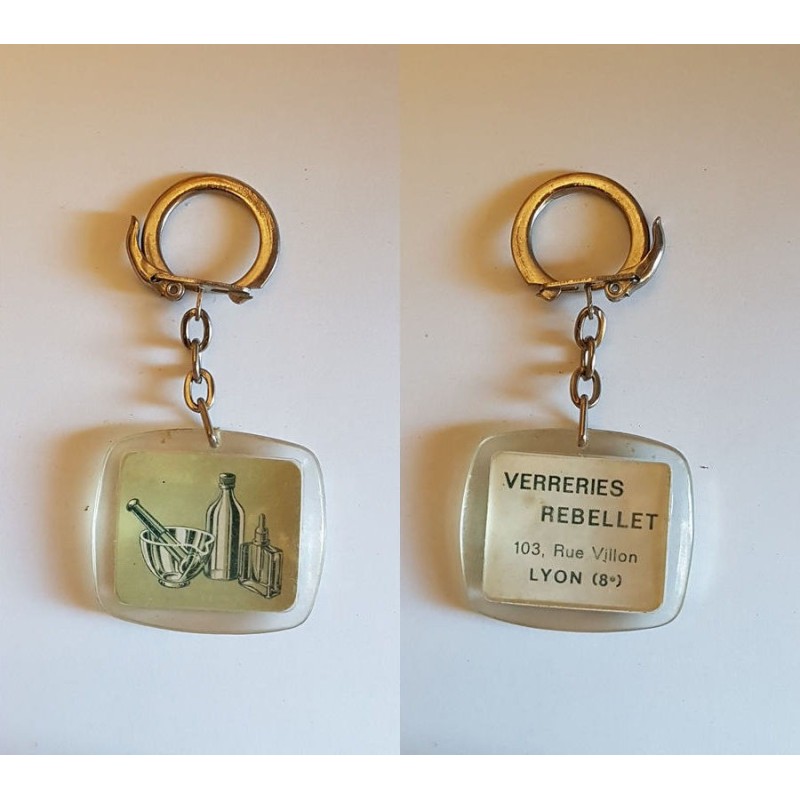 VERRERIES
REBELLET
103, Rue Villon
LYON (8e)